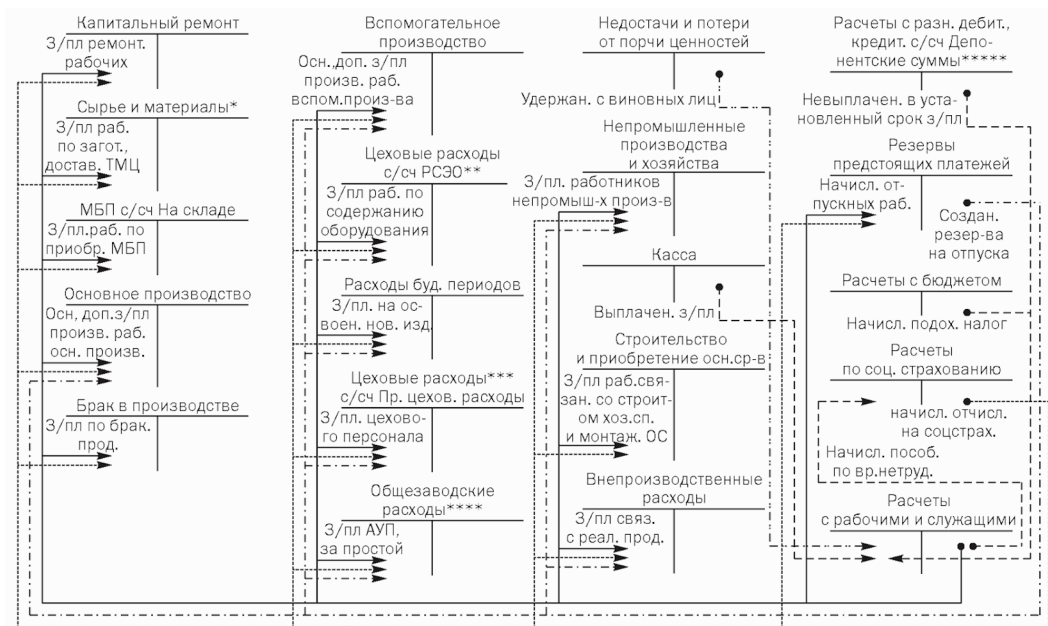 Капитальный ремонт
З/пл ремонт.
рабочих
Сырье и материалы*
З/пл раб.
по загот.,
достав. ТМЦ
МБП с/сч На складе
З/пл.раб. по
приобр. МБП
Основное производство
Осн, доп.з/пл
произв. раб.
осн. произв.
Брак в производстве
З/пл по брак.
прод.
Вспомогательное
производство
Осн.,доп. з/пл
произв. раб.
вспом.произ-ва
Цеховые расходы
с/сч РСЭО**
З/пл раб. по
содержанию
оборудования
Расходы буд. периодов
З/пл. на ос-
воен. нов. изд.
Цеховые расходы***
с/сч Пр. цехов. расходы
З/пл. цехово-
го персонала
Общезаводские
расходы****
З/пл АУП,
за простой
Недостачи и потери
от порчи ценностей
Удержан. с виновных лиц
Непромышленные
производства
и хозяйства
З/пл. работников
непромыш-х произ-в
Касса
Выплачен. з/пл
Строительство
и приобретение осн.ср-в
З/пл раб.свя-
зан. со строит-
ом хоз.сп.
и монтаж. ОС
Внепроизводственные
расходы
З/пл связ.
с реал. прод.
Расчеты с разн. дебит.,
кредит. с/сч Депо-
нентские суммы*****
Невыплачен. в уста-
новленный срок з/пл
Резервы
предстоящих платежей
Начисл. от-
пускных раб.
Создан.
резер-ва
на отпуска
Расчеты с бюджетом
Начисл. подох. налог
Расчеты
по соц. страхованию
начисл. отчисл.
на соцстрах.
Начисл. пособ.
по вр.нетруд.
Расчеты
с рабочими и служащими